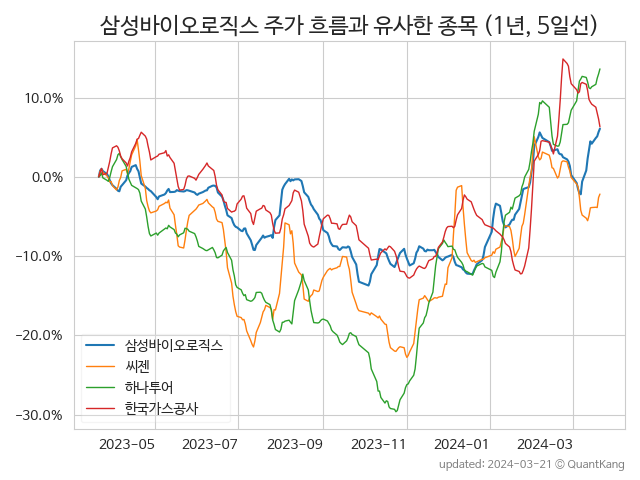 삼성바이오로직스 주가 흐름과 유사한 종목 (1년, 5일선)
10.0%
0.0%
−10.0%
−20.0%
−30.0%
삼성바이오로직스
씨젠
하나투어
한국가스공사
2023-05 2023-07 2023-09 2023-11 2024-01 2024-03
updated: 2024-03-21 © QuantKang